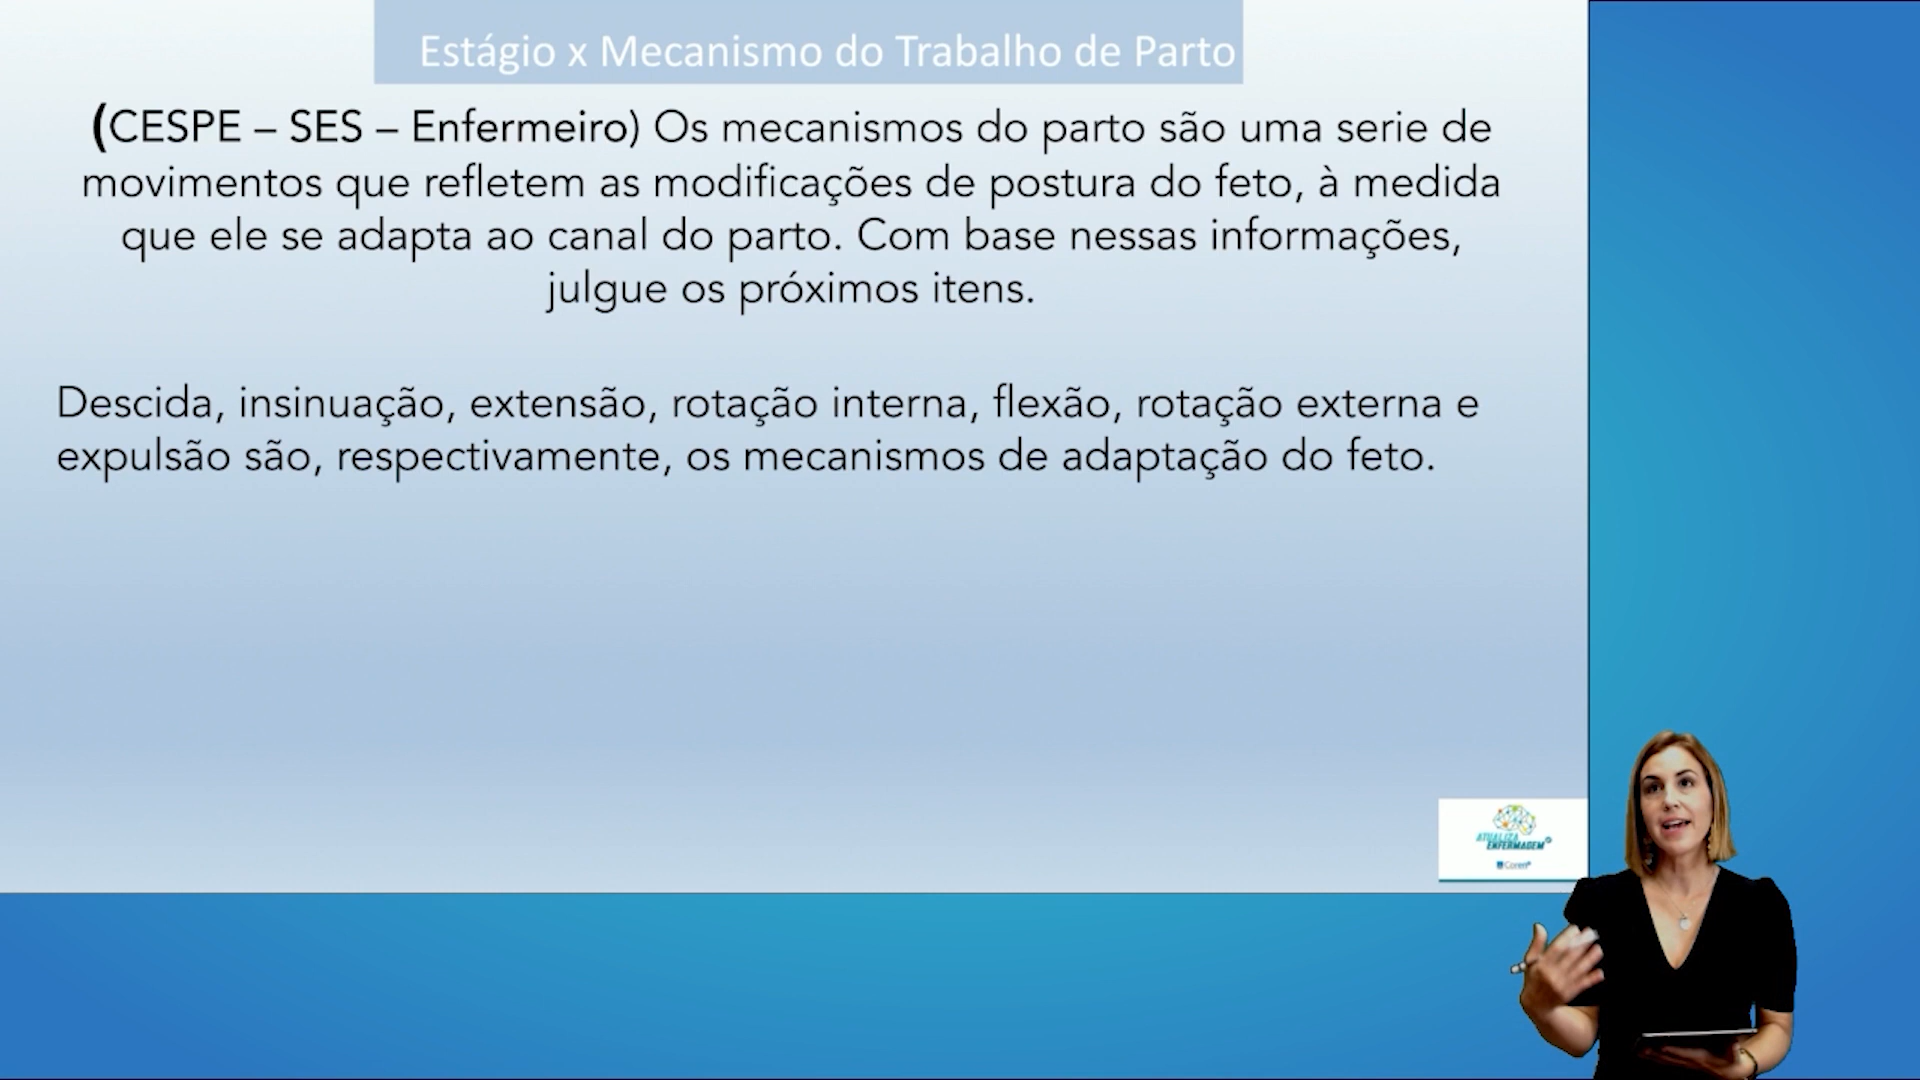 Estágio x Mecanismo do Trabalho de Parto
(CESPE – SES – Enfermeiro) Os mecanismos do parto são uma serie de
movimentos que refletem as modificações de postura do feto, à medida
que ele se adapta ao canal do parto. Com base nessas informações,
julgue os próximos itens.
Descida, insinuação, extensão, rotação interna, flexão, rotação externa e
expulsão são, respectivamente, os mecanismos de adaptação do feto.
ATUALIZA
ENFERMAGEM
Coren